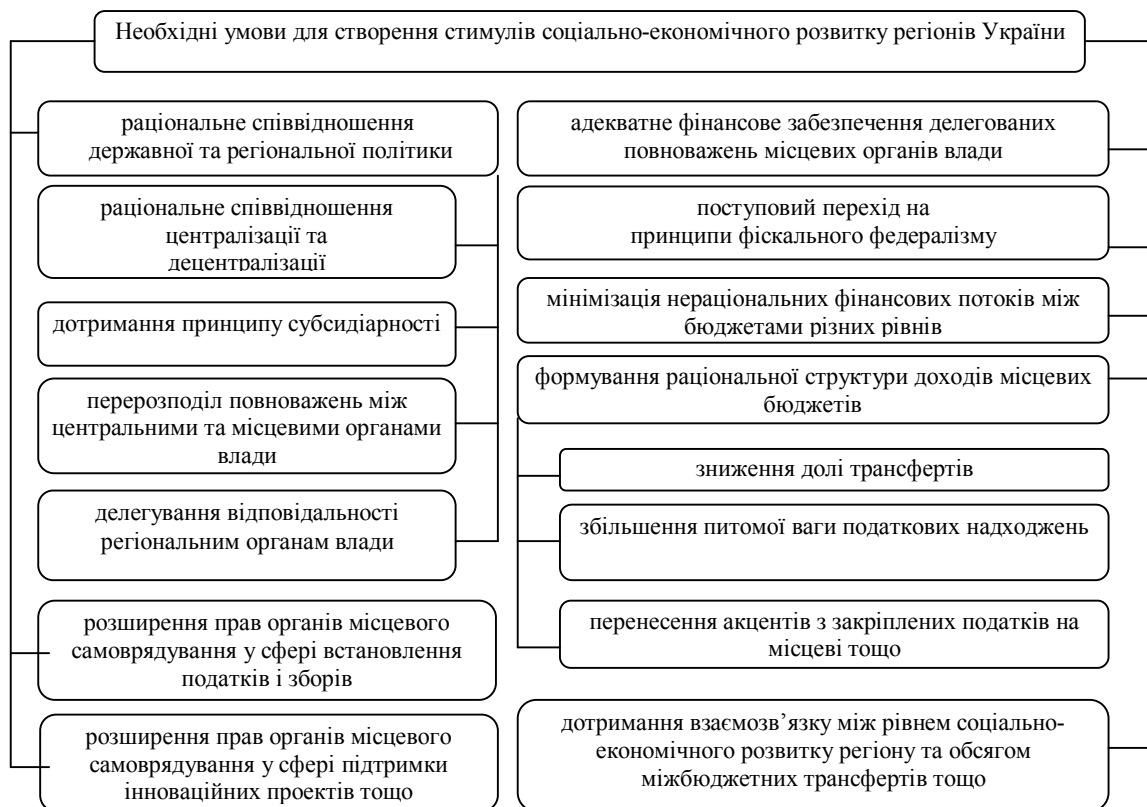 Необхідні умови для створення стимулів соціально-економічного розвитку регіонів України
раціональне співвідношення
державної та регіональної політики
раціональне співвідношення
централізації та
децентралізації
дотримання принципу субсидіарності
перерозподіл повноважень між
центральними та місцевими органами
влади
делегування відповідальності
регіональним органам влади
розширення прав органів місцевого
самоврядування у сфері встановлення
податків і зборів
розширення прав органів місцевого
самоврядування у сфері підтримки
інноваційних проектів тощо
адекватне фінансове забезпечення делегованих
повноважень місцевих органів влади
поступовий перехід на
принципи фіскального федералізму
мінімізація нераціональних фінансових потоків між
бюджетами різних рівнів
формування раціональної структури доходів місцевих
бюджетів
зниження долі трансфертів
збільшення питомої ваги податкових надходжень
перенесення акцентів з закріплених податків на
місцеві тощо
дотримання взаємозв’язку між рівнем соціально-
економічного розвитку регіону та обсягом
міжбюджетних трансфертів тощо